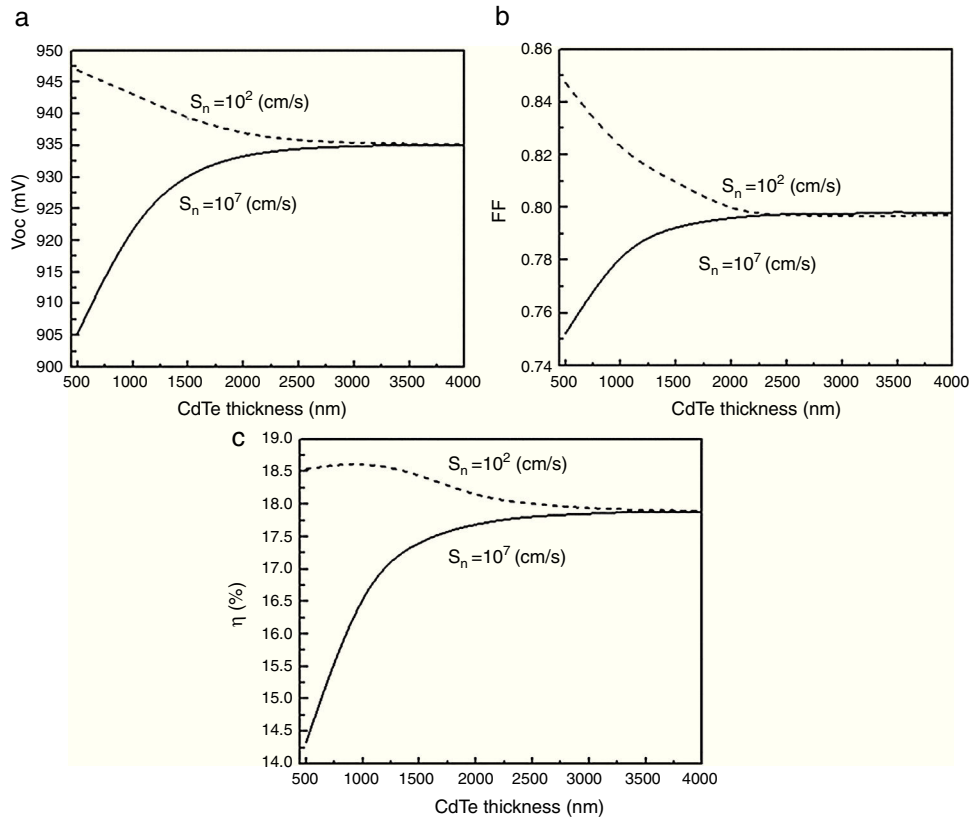 a
950
945
940
935
930
925
920
915
910
905
900
Voc (mV)
S_n=10^2 (cm/s)
S_n=10^7 (cm/s)
500 1000 1500 2000 2500 3000 3500 4000
CdTe thickness (nm)
b
0.86
0.84
0.82
0.80
0.78
0.76
0.74
FF
S_n=10^2 (cm/s)
S_n=10^7 (cm/s)
500 1000 1500 2000 2500 3000 3500 4000
CdTe thickness (nm)
c
19.0
18.5
18.0
17.5
17.0
16.5
16.0
15.5
15.0
14.5
14.0
η (%)
S_n=10^2 (cm/s)
S_n=10^7 (cm/s)
500 1000 1500 2000 2500 3000 3500 4000
CdTe thickness (nm)